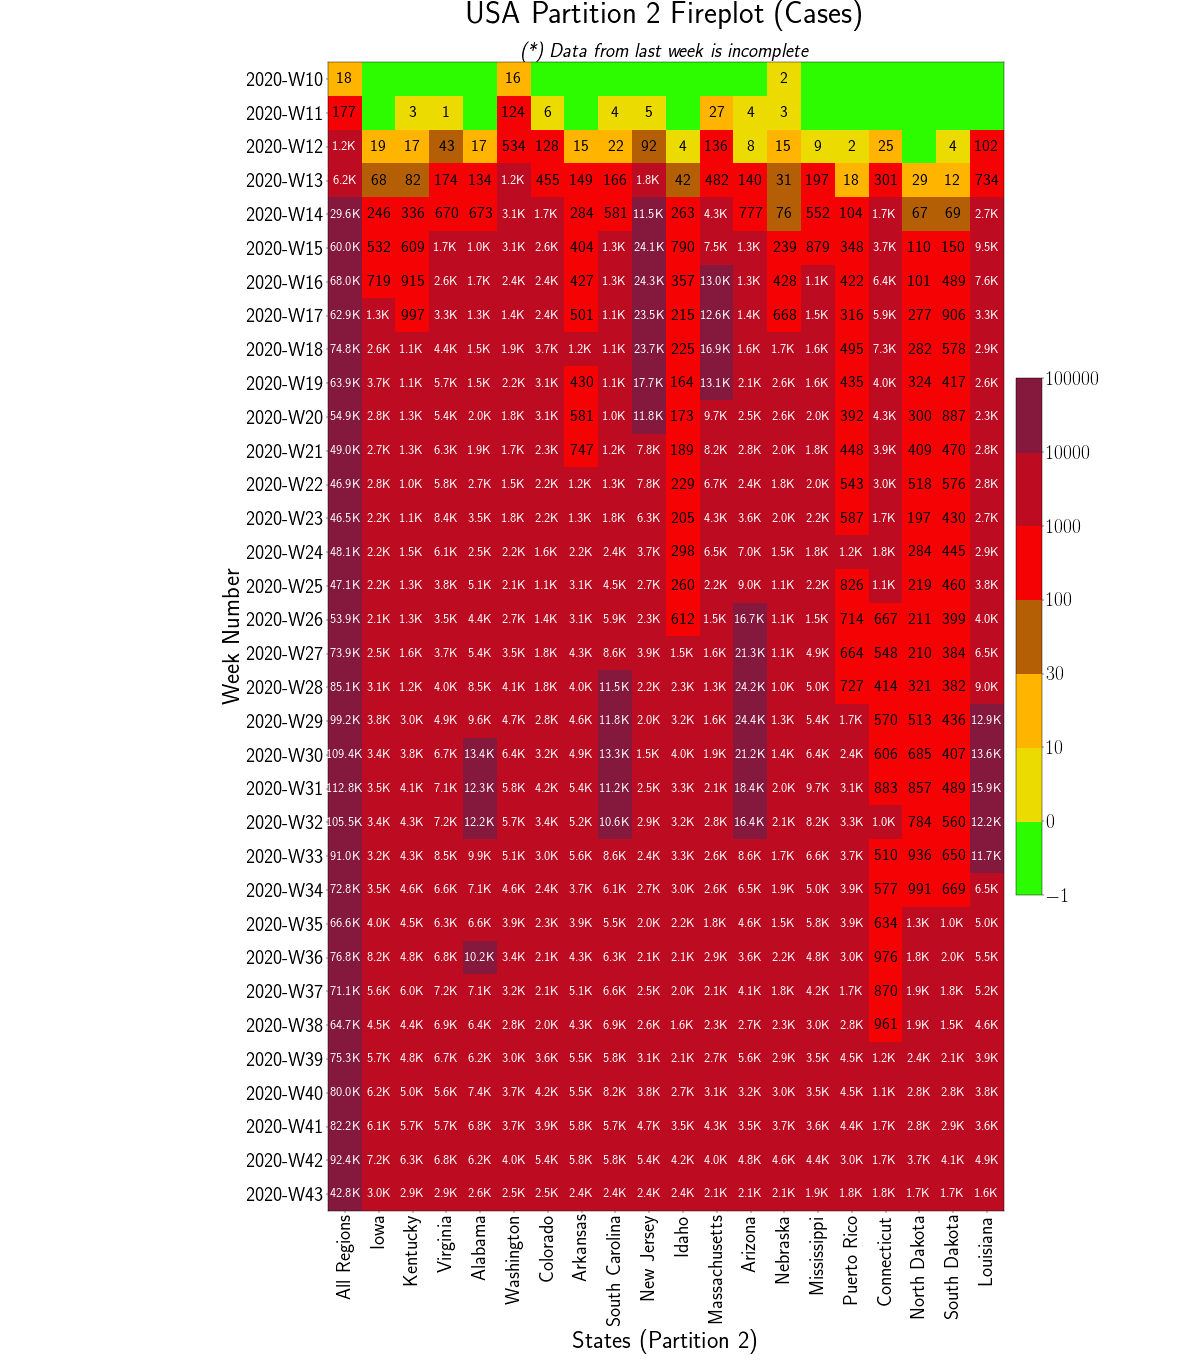 USA Partition 2 Fireplot (Cases)
(*) Data from last week is incomplete
2020-W10 18 16 2
2020-W11 177 3 1 124 6 4 5 27 4 3
2020-W12 1.2K 19 17 43 17 534 128 15 22 92 4 136 8 15 9 2 25 4 102
2020-W13 6.2K 68 82 174 134 1.2K 455 149 166 1.8K 42 482 140 31 197 18 301 29 12 734
2020-W14 29.6K 246 336 670 673 3.1K 1.7K 284 581 11.5K 263 4.3K 777 76 552 104 1.7K 67 69 2.7K
2020-W15 60.0K 532 609 1.7K 1.0K 3.1K 2.6K 404 1.3K 24.1K 790 7.5K 1.3K 239 879 348 3.7K 110 150 9.5K
2020-W16 68.0K 719 915 2.6K 1.7K 2.4K 2.4K 427 1.3K 24.3K 357 13.0K 1.3K 428 1.1K 422 6.4K 101 489 7.6K
2020-W17 62.9K 1.3K 997 3.3K 1.3K 1.4K 2.4K 501 1.1K 23.5K 215 12.6K 1.4K 668 1.5K 316 5.9K 277 906 3.3K
2020-W18 74.8K 2.6K 1.1K 4.4K 1.5K 1.9K 3.7K 1.2K 1.1K 23.7K 225 16.9K 1.6K 1.7K 1.6K 495 7.3K 282 578 2.9K
2020-W19 63.9K 3.7K 1.1K 5.7K 1.5K 2.2K 3.1K 430 1.1K 17.7K 164 13.1K 2.1K 2.6K 1.6K 435 4.0K 324 417 2.6K
2020-W20 54.9K 2.8K 1.3K 5.4K 2.0K 1.8K 3.1K 581 1.0K 11.8K 173 9.7K 2.5K 2.6K 2.0K 392 4.3K 300 887 2.3K
2020-W21 49.0K 2.7K 1.3K 6.3K 1.9K 1.7K 2.3K 747 1.2K 7.8K 189 8.2K 2.8K 2.0K 1.8K 448 3.9K 409 470 2.8K
2020-W22 46.9K 2.8K 1.0K 5.8K 2.7K 1.5K 2.2K 1.2K 1.3K 7.8K 229 6.7K 2.4K 1.8K 2.0K 543 3.0K 518 576 2.8K
2020-W23 46.5K 2.2K 1.1K 8.4K 3.5K 1.8K 2.2K 1.3K 1.8K 6.3K 205 4.3K 3.6K 2.0K 2.2K 587 1.7K 197 430 2.7K
2020-W24 48.1K 2.2K 1.5K 6.1K 2.5K 2.2K 1.6K 2.2K 2.4K 3.7K 298 6.5K 7.0K 1.5K 1.8K 1.2K 1.8K 284 445 2.9K
2020-W25 47.1K 2.2K 1.3K 3.8K 5.1K 2.1K 1.1K 3.1K 4.5K 2.7K 260 2.2K 9.0K 1.1K 2.2K 826 1.1K 219 460 3.8K
2020-W26 53.9K 2.1K 1.3K 3.5K 4.4K 2.7K 1.4K 3.1K 5.9K 2.3K 612 1.5K 16.7K 1.1K 1.5K 714 667 211 399 4.0K
2020-W27 73.9K 2.5K 1.6K 3.7K 5.4K 3.5K 1.8K 4.3K 8.6K 3.9K 1.5K 1.6K 21.3K 1.1K 4.9K 664 548 210 384 6.5K
2020-W28 85.1K 3.1K 1.2K 4.0K 8.5K 4.1K 1.8K 4.0K 11.5K 2.2K 2.3K 1.3K 24.2K 1.0K 5.0K 727 414 321 382 9.0K
2020-W29 99.2K 3.8K 3.0K 4.9K 9.6K 4.7K 2.8K 4.6K 11.8K 2.0K 3.2K 1.6K 24.4K 1.3K 5.4K 1.7K 570 513 436 12.9K
2020-W30 109.4K 3.4K 3.8K 6.7K 13.4K 6.4K 3.2K 4.9K 13.3K 1.5K 4.0K 1.9K 21.2K 1.4K 6.4K 2.4K 606 685 407 13.6K
2020-W31 112.8K 3.5K 4.1K 7.1K 12.3K 5.8K 4.2K 5.4K 11.2K 2.5K 3.3K 2.1K 18.4K 2.0K 9.7K 3.1K 883 857 489 15.9K
2020-W32 105.5K 3.4K 4.3K 7.2K 12.2K 5.7K 3.4K 5.2K 10.6K 2.9K 3.2K 2.8K 16.4K 2.1K 8.2K 3.3K 1.0K 784 560 12.2K
2020-W33 91.0K 3.2K 4.3K 8.5K 9.9K 5.1K 3.0K 5.6K 8.6K 2.4K 3.3K 2.6K 8.6K 1.7K 6.6K 3.7K 510 936 650 11.7K
2020-W34 72.8K 3.5K 4.6K 6.6K 7.1K 4.6K 2.4K 3.7K 6.1K 2.7K 3.0K 2.6K 6.5K 1.9K 5.0K 3.9K 577 991 669 6.5K
2020-W35 66.6K 4.0K 4.5K 6.3K 6.6K 3.9K 2.3K 3.9K 5.5K 2.0K 2.2K 1.8K 4.6K 1.5K 5.8K 3.9K 634 1.3K 1.0K 5.0K
2020-W36 76.8K 8.2K 4.8K 6.8K 10.2K 3.4K 2.1K 4.3K 6.3K 2.1K 2.1K 2.9K 3.6K 2.2K 4.8K 3.0K 976 1.8K 2.0K 5.5K
2020-W37 71.1K 5.6K 6.0K 7.2K 7.1K 3.2K 2.1K 5.1K 6.6K 2.5K 2.0K 2.1K 4.1K 1.8K 4.2K 1.7K 870 1.9K 1.8K 5.2K
2020-W38 64.7K 4.5K 4.4K 6.9K 6.4K 2.8K 2.0K 4.3K 6.9K 2.6K 1.6K 2.3K 2.7K 2.3K 3.0K 2.8K 961 1.9K 1.5K 4.6K
2020-W39 75.3K 5.7K 4.8K 6.7K 6.2K 3.0K 3.6K 5.5K 5.8K 3.1K 2.1K 2.7K 5.6K 2.9K 3.5K 4.5K 1.2K 2.4K 2.1K 3.9K
2020-W40 80.0K 6.2K 5.0K 5.6K 7.4K 3.7K 4.2K 5.5K 8.2K 3.8K 2.7K 3.1K 3.2K 3.0K 3.5K 4.5K 1.1K 2.8K 2.8K 3.8K
2020-W41 82.2K 6.1K 5.7K 5.7K 6.8K 3.7K 3.9K 5.8K 5.7K 4.7K 3.5K 4.3K 3.5K 3.7K 3.6K 4.4K 1.7K 2.8K 2.9K 3.6K
2020-W42 92.4K 7.2K 6.3K 6.8K 6.2K 4.0K 5.4K 5.8K 5.8K 5.4K 4.2K 4.0K 4.8K 4.6K 4.4K 3.0K 1.7K 3.7K 4.1K 4.9K
2020-W43 42.8K 3.0K 2.9K 2.9K 2.6K 2.5K 2.5K 2.4K 2.4K 2.4K 2.4K 2.1K 2.1K 2.1K 1.9K 1.8K 1.8K 1.7K 1.7K 1.6K
Week Number
All Regions
Iowa
Kentucky
Virginia
Alabama
Washington
Colorado
Arkansas
South Carolina
New Jersey
Idaho
Massachusetts
Arizona
Nebraska
Mississippi
Puerto Rico
Connecticut
North Dakota
South Dakota
Louisiana
States (Partition 2)
100000
10000
1000
100
30
10
0
−1